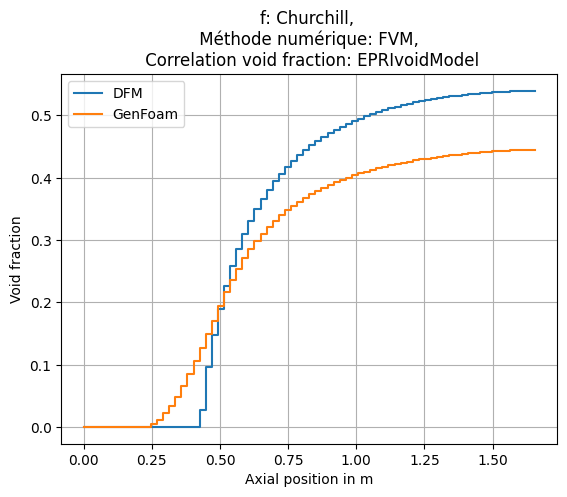 f: Churchill,
Méthode numérique: FVM,
Correlation void fraction: EPRIvoidModel
DFM
GenFoam
0.5
0.4
0.3
0.2
0.1
0.0
Void fraction
0.00
0.25
0.50
0.75
1.00
1.25
1.50
Axial position in m